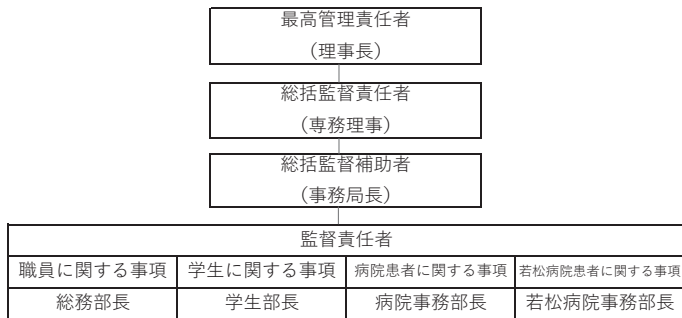 最高管理責任者
（理事長）
総括監督責任者
（専務理事）
総括監督補助者
（事務局長）
監督責任者
職員に関する事項 学生に関する事項 病院患者に関する事項 若松病院患者に関する事項
総務部長 学生部長 病院事務部長 若松病院事務部長